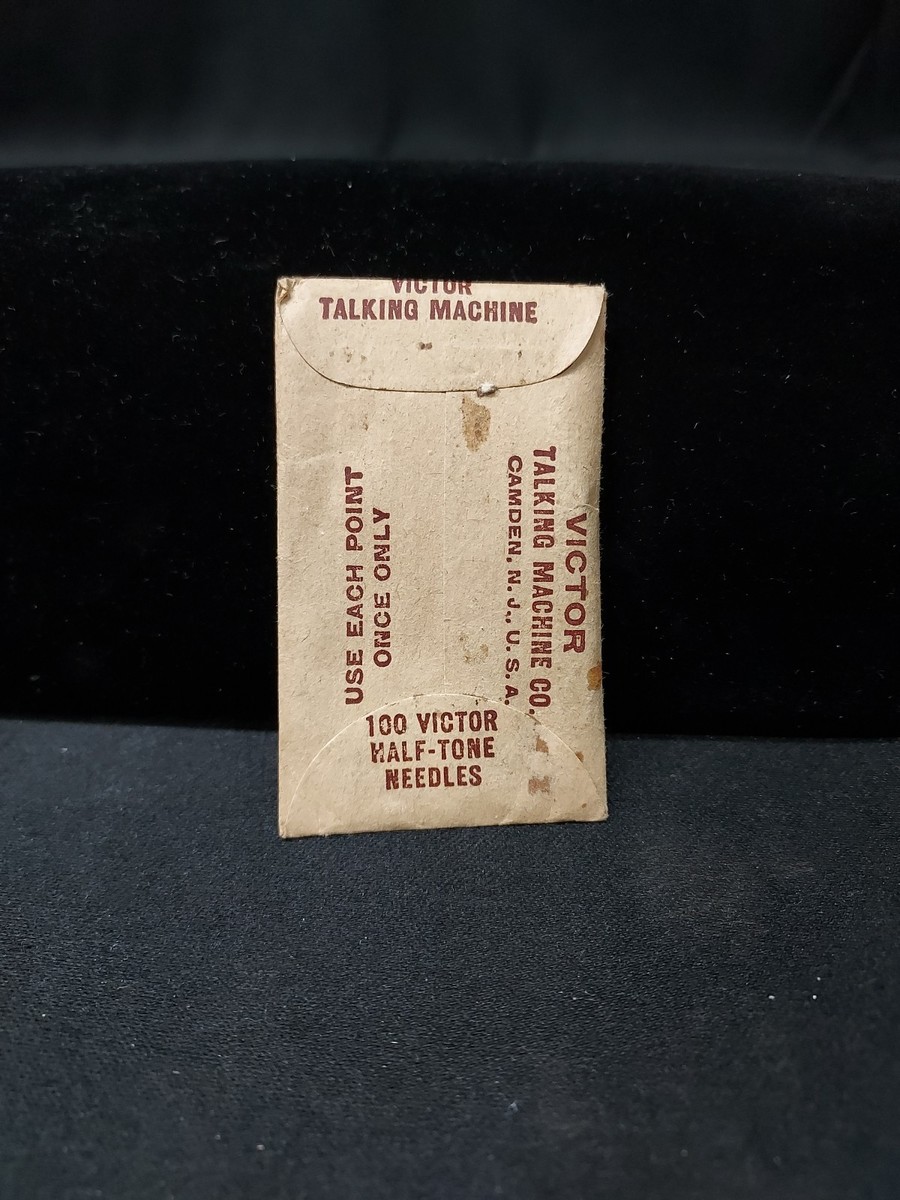 VICTOR
TALKING MACHINE
USE EACH POINT
ONCE ONLY
VICTOR
TALKING MACHINE CO.
CAMDEN, N. J., U. S. A.
100 VICTOR
HALF-TONE
NEEDLES